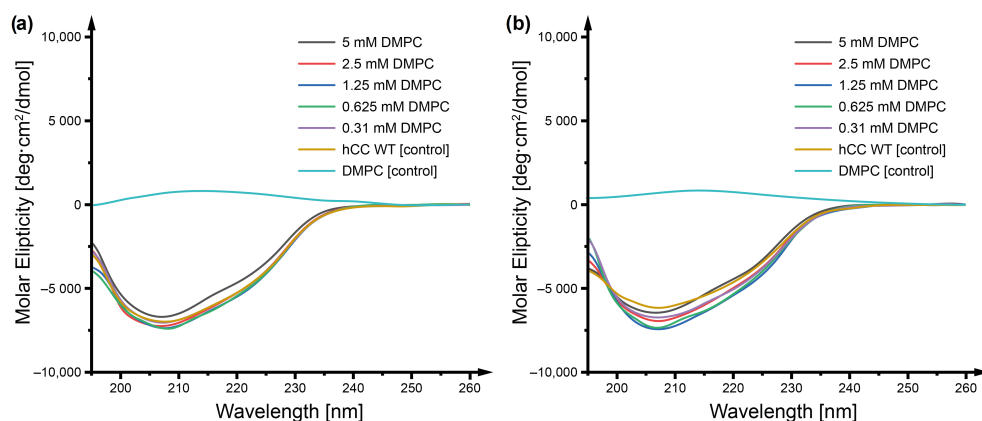 (a)
10,000
5 000
0
–5,000
–10,000
Molar Elipticity [deg·cm²/dmol]
5 mM DMPC
2.5 mM DMPC
1.25 mM DMPC
0.625 mM DMPC
0.31 mM DMPC
hCC WT [control]
DMPC [control]
200 210 220 230 240 250 260
Wavelength [nm]
(b)
10,000
5 000
0
–5,000
–10,000
Molar Elipticity [deg·cm²/dmol]
5 mM DMPC
2.5 mM DMPC
1.25 mM DMPC
0.625 mM DMPC
0.31 mM DMPC
hCC WT [control]
DMPC [control]
200 210 220 230 240 250 260
Wavelength [nm]